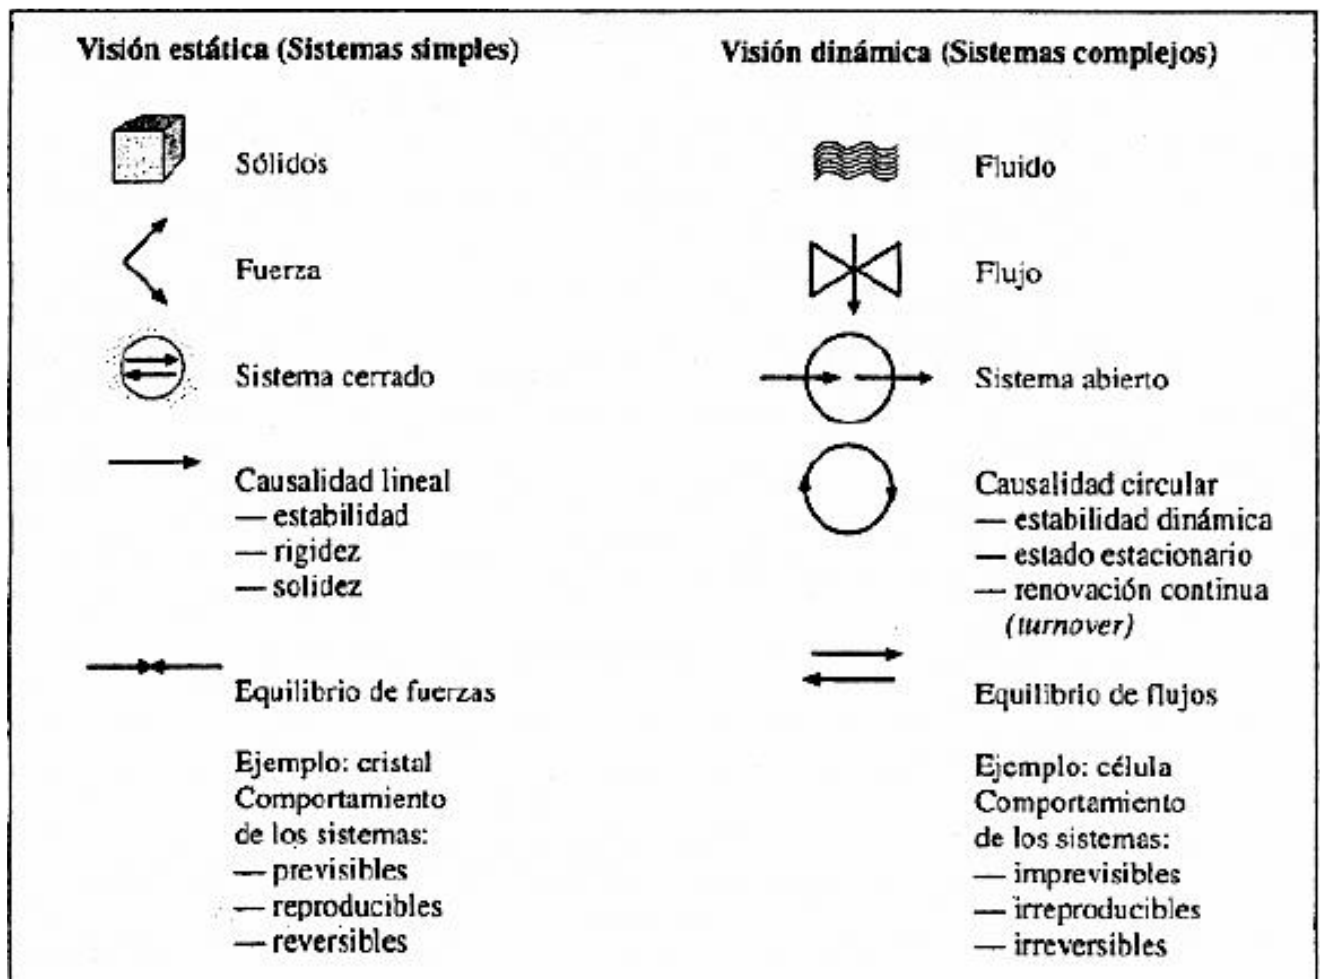 Visión estática (Sistemas simples)
Sólidos
Fuerza
Sistema cerrado
Causalidad lineal
— estabilidad
— rigidez
— solidez
Equilibrio de fuerzas
Ejemplo: cristal
Comportamiento
de los sistemas:
— previsibles
— reproducibles
— reversibles
Visión dinámica (Sistemas complejos)
Fluido
Flujo
Sistema abierto
Causalidad circular
— estabilidad dinámica
— estado estacionario
— renovación continua
(turnover)
Equilibrio de flujos
Ejemplo: célula
Comportamiento
de los sistemas:
— imprevisibles
— irreproducibles
— irreversibles